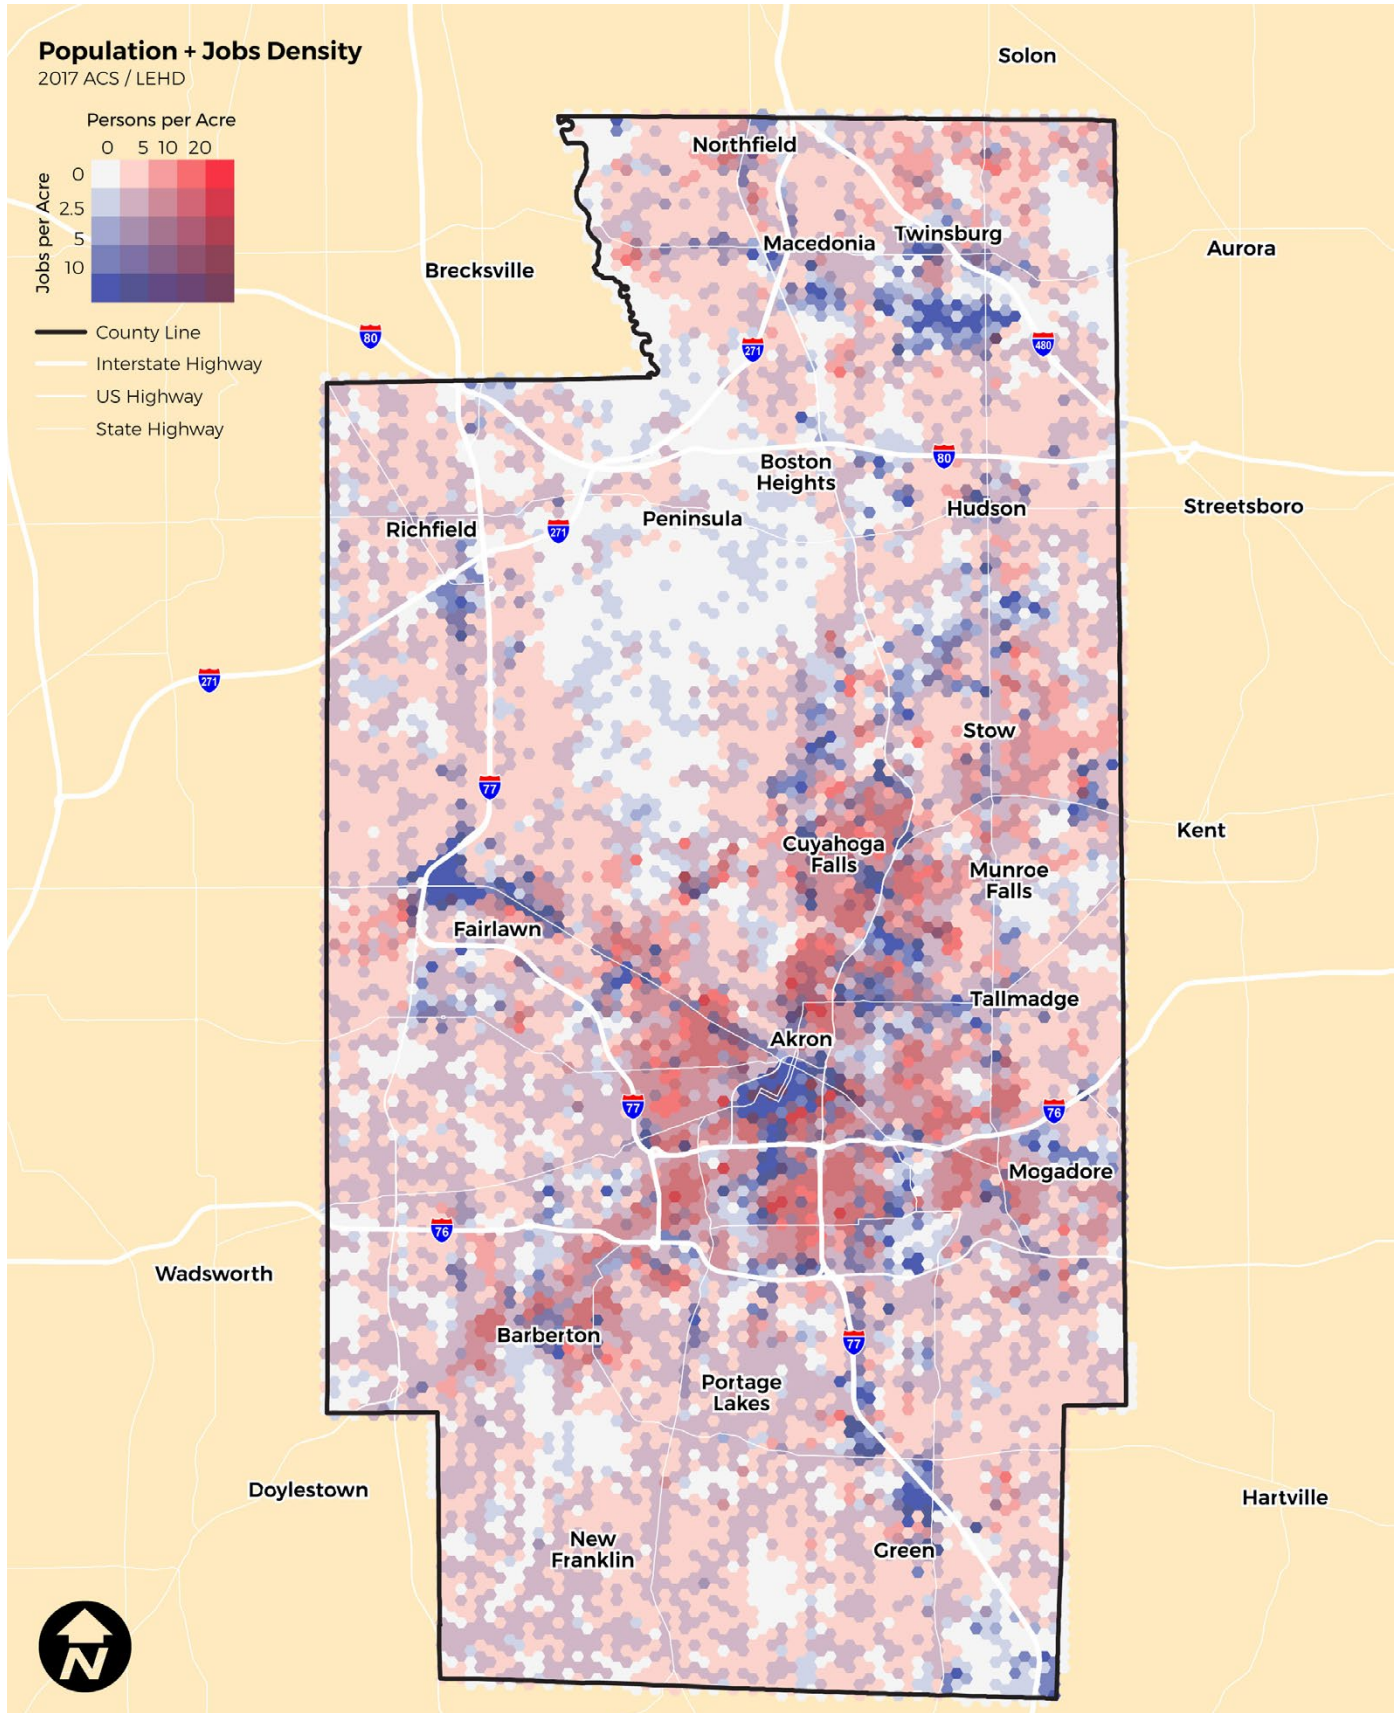 Population + Jobs Density
2017 ACS / LEHD
Persons per Acre
0 5 10 20
Jobs per Acre
0
2.5
5
10
County Line
Interstate Highway
US Highway
State Highway
Solon
Northfield
Macedonia
Twinsburg
Aurora
Brecksville
80
271
480
Boston
Heights
80
Hudson
Streetsboro
Peninsula
Richfield
271
271
Stow
77
Kent
Cuyahoga
Falls
Munroe
Falls
Fairlawn
Tallmadge
Akron
77
76
Mogadore
76
Wadsworth
Barberton
77
Portage
Lakes
Doylestown
Hartville
New
Franklin
Green
N